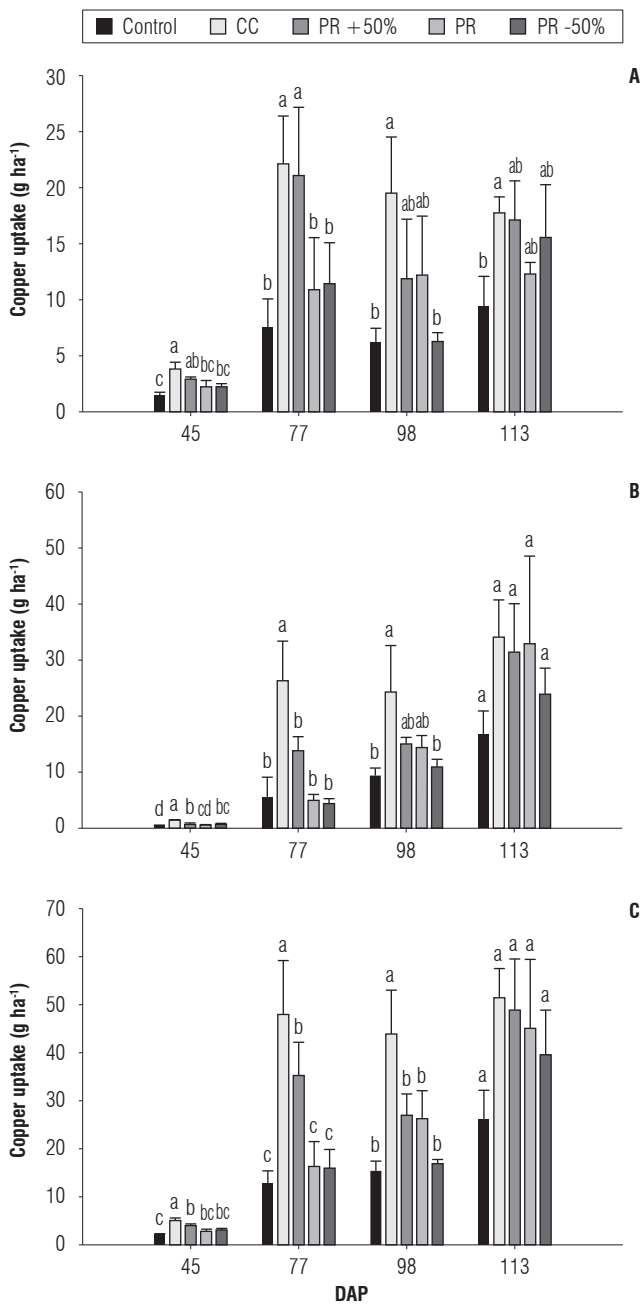 Control CC PR +50% PR PR -50%
A
Copper uptake (g ha-1)
30
25
20
15
10
5
0
c a ab bc bc
b a a b b
b a ab ab b
b a ab ab ab
45 77 98 113
B
Copper uptake (g ha-1)
60
50
40
30
20
10
0
d a b cd bc
b a b b b
b a ab ab b
a a a a a
45 77 98 113
C
Copper uptake (g ha-1)
70
60
50
40
30
20
10
0
c a b bc bc
c a b c c
b a b b b
a a a a a
45 77 98 113
DAP